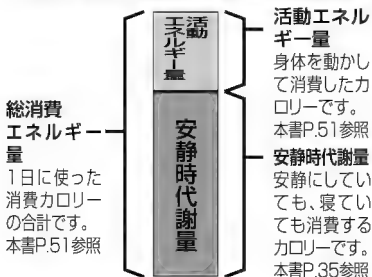 総消費
エネルギー
量
1日に使った
消費カロリー
の合計です。
本書P.51参照
活動
エネルギー量
安静時代謝量
活動エネル
ギー量
身体を動かし
て消費したカ
ロリーです。
本書P.51参照
安静時代謝量
安静にしてい
ても、寝てい
ても消費する
カロリーです。
本書P.35参照